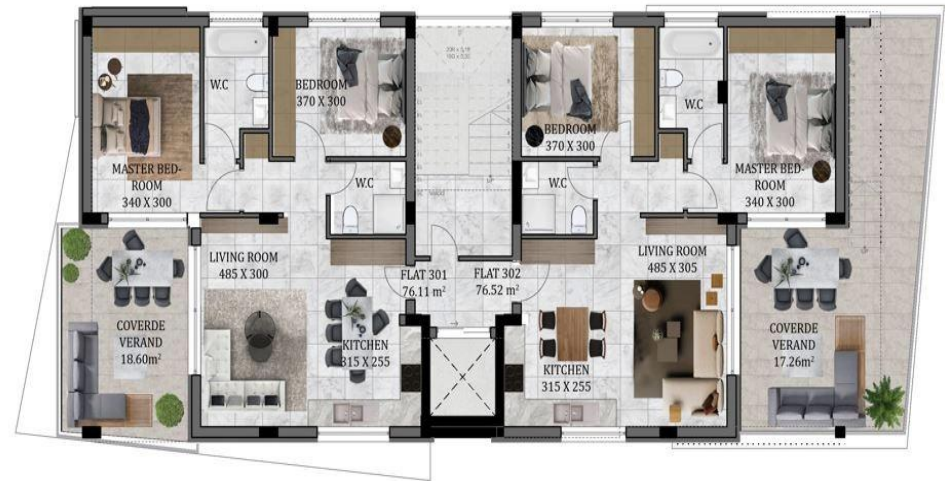 W.C
BEDROOM
370 X 300
MASTER BED-
ROOM
340 X 300
W.C
LIVING ROOM
485 X 300
COVERDE
VERAND
18.60m²
KITCHEN
315 X 255
FLAT 301
76.11 m²
FLAT 302
76.52 m²
BEDROOM
370 X 300
W.C
W.C
MASTER BED-
ROOM
340 X 300
LIVING ROOM
485 X 305
KITCHEN
315 X 255
COVERDE
VERAND
17.26m²